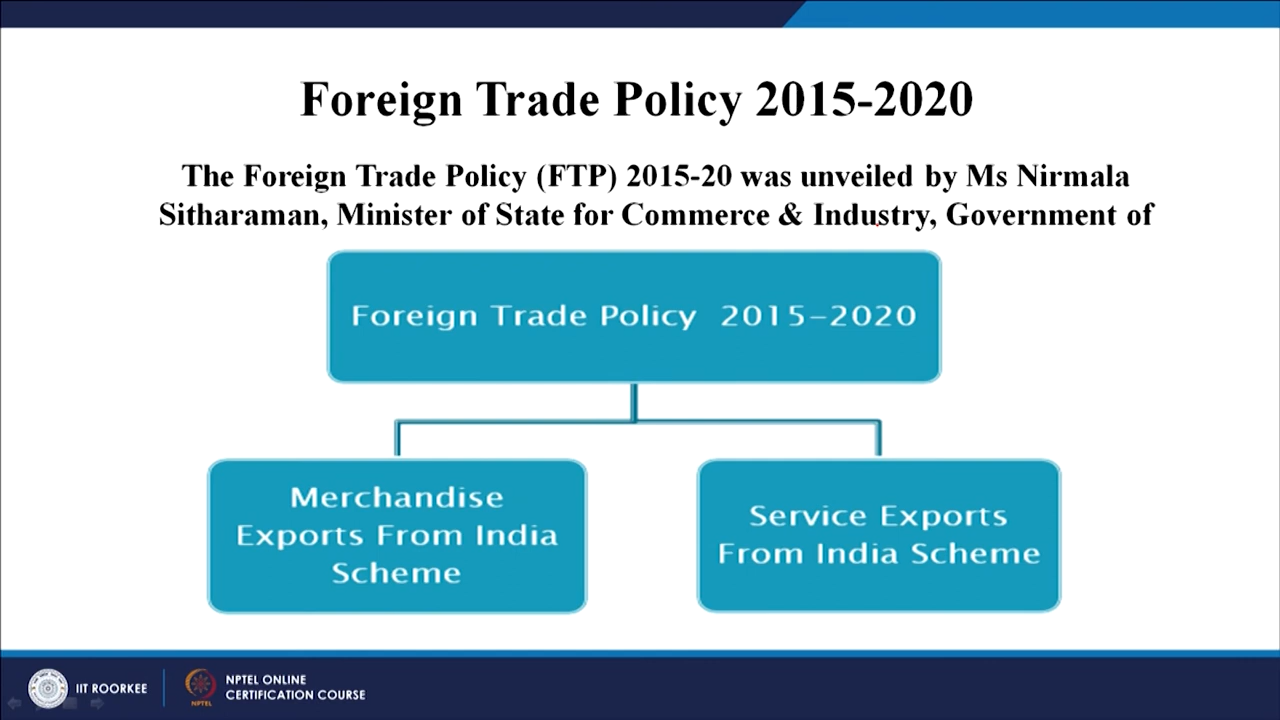 Foreign Trade Policy 2015-2020
The Foreign Trade Policy (FTP) 2015-20 was unveiled by Ms Nirmala
Sitharaman, Minister of State for Commerce & Industry, Government of
Foreign Trade Policy 2015–2020
Merchandise
Exports From India
Scheme
Service Exports
From India Scheme
IIT ROORKEE
NPTEL
NPTEL ONLINE
CERTIFICATION COURSE